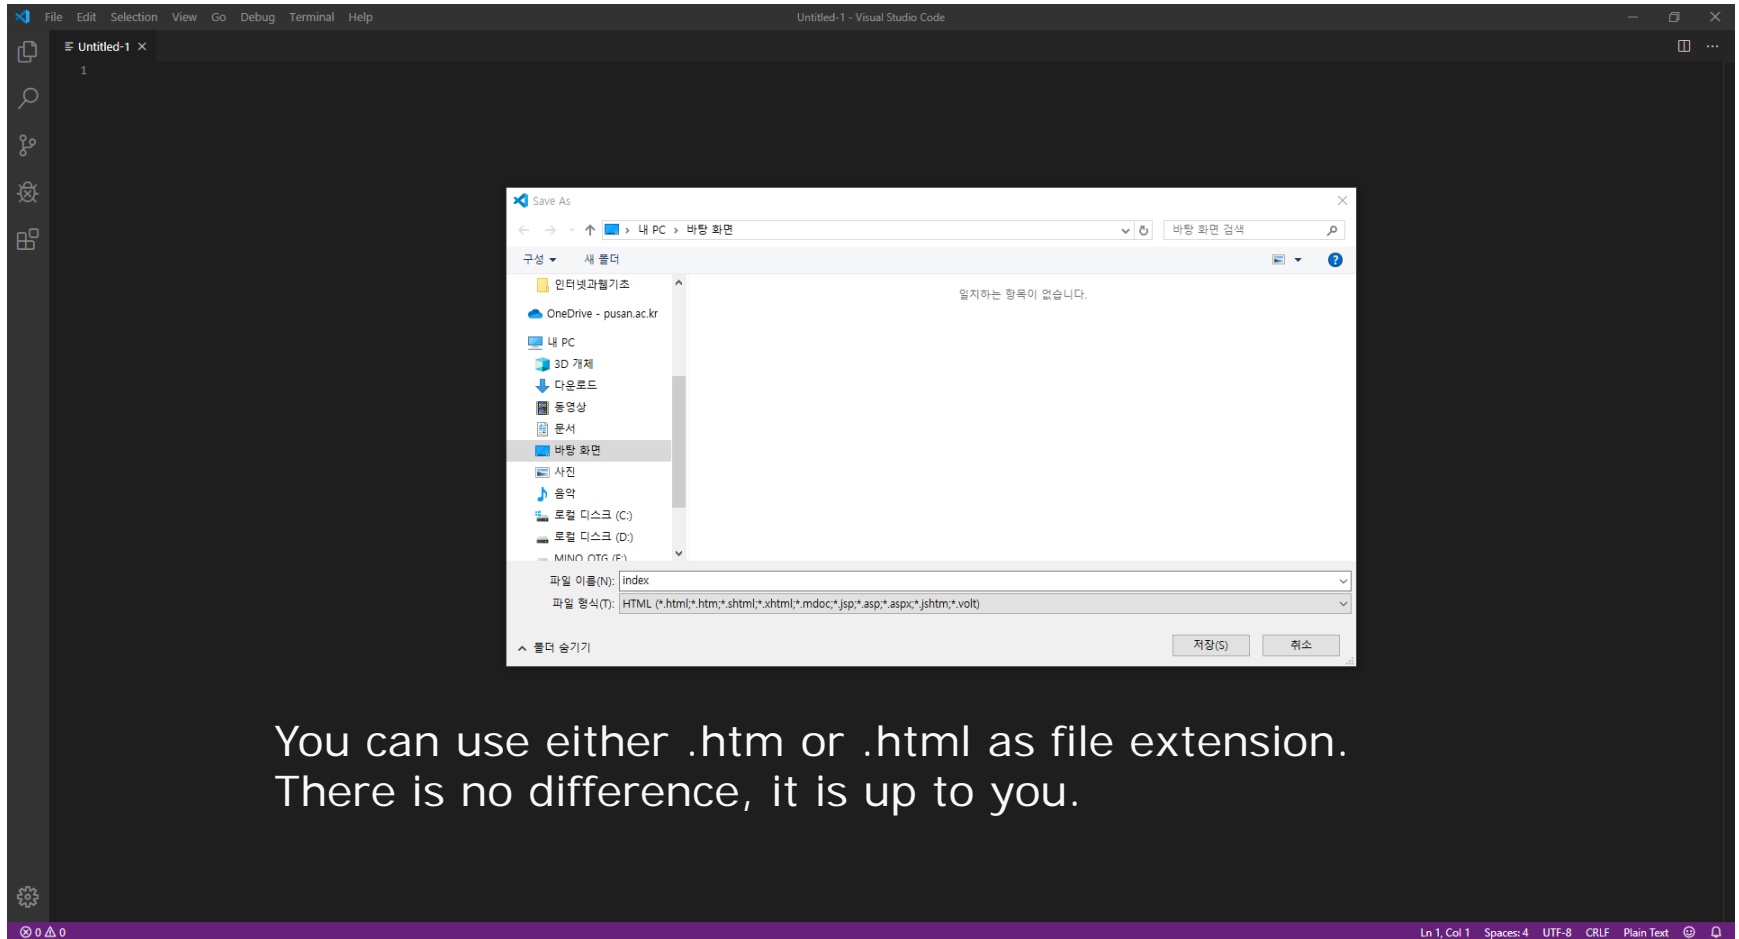 File Edit Selection View Go Debug Terminal Help
Untitled-1 - Visual Studio Code
Untitled-1
1
Save As
내 PC > 바탕 화면
바탕 화면 검색
구성
새 폴더
인터넷과웹기초
일치하는 항목이 없습니다.
OneDrive - pusan.ac.kr
내 PC
3D 개체
다운로드
동영상
문서
바탕 화면
사진
음악
로컬 디스크 (C:)
로컬 디스크 (D:)
MINO OTG (E:)
파일 이름(N): index
파일 형식(T): HTML (*.html;*.htm;*.shtml;*.xhtml;*.mdoc;*.jsp;*.asp;*.aspx;*.jshtm;*.volt)
폴더 숨기기
저장(S)
취소
You can use either .htm or .html as file extension.
There is no difference, it is up to you.
0 0
Ln 1, Col 1 Spaces: 4 UTF-8 CRLF Plain Text